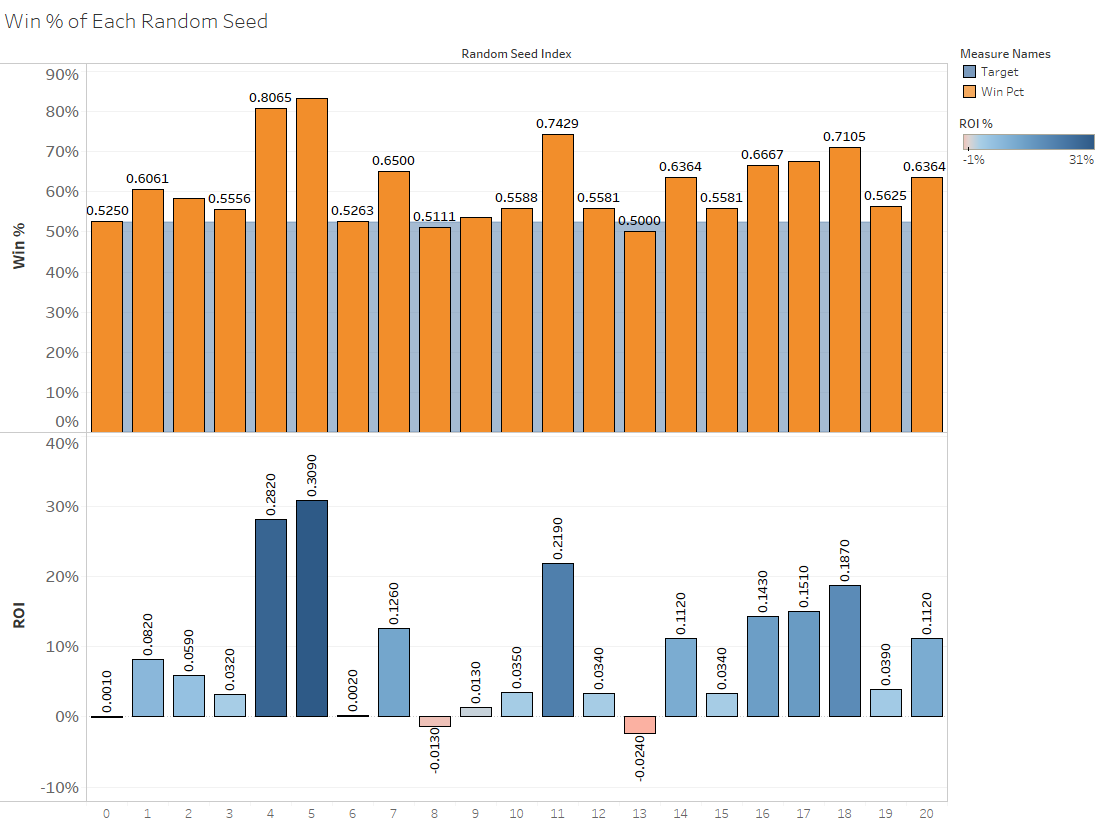 Win % of Each Random Seed
Random Seed Index
Measure Names
Target
Win Pct
ROI %
-1% 31%
Win %
90%
80%
70%
60%
50%
40%
30%
20%
10%
0%
0.5250 0.6061 0.5556 0.8065 0.5263 0.6500 0.5111 0.5588 0.7429 0.5581 0.5000 0.6364 0.5581 0.6667 0.7105 0.5625 0.6364
ROI
40%
30%
20%
10%
0%
-10%
0.0010 0.0820 0.0590 0.0320 0.2820 0.3090 0.0020 0.1260 -0.0130 0.0130 0.0350 0.2190 0.0340 -0.0240 0.1120 0.0340 0.1430 0.1510 0.1870 0.0390 0.1120
0 1 2 3 4 5 6 7 8 9 10 11 12 13 14 15 16 17 18 19 20